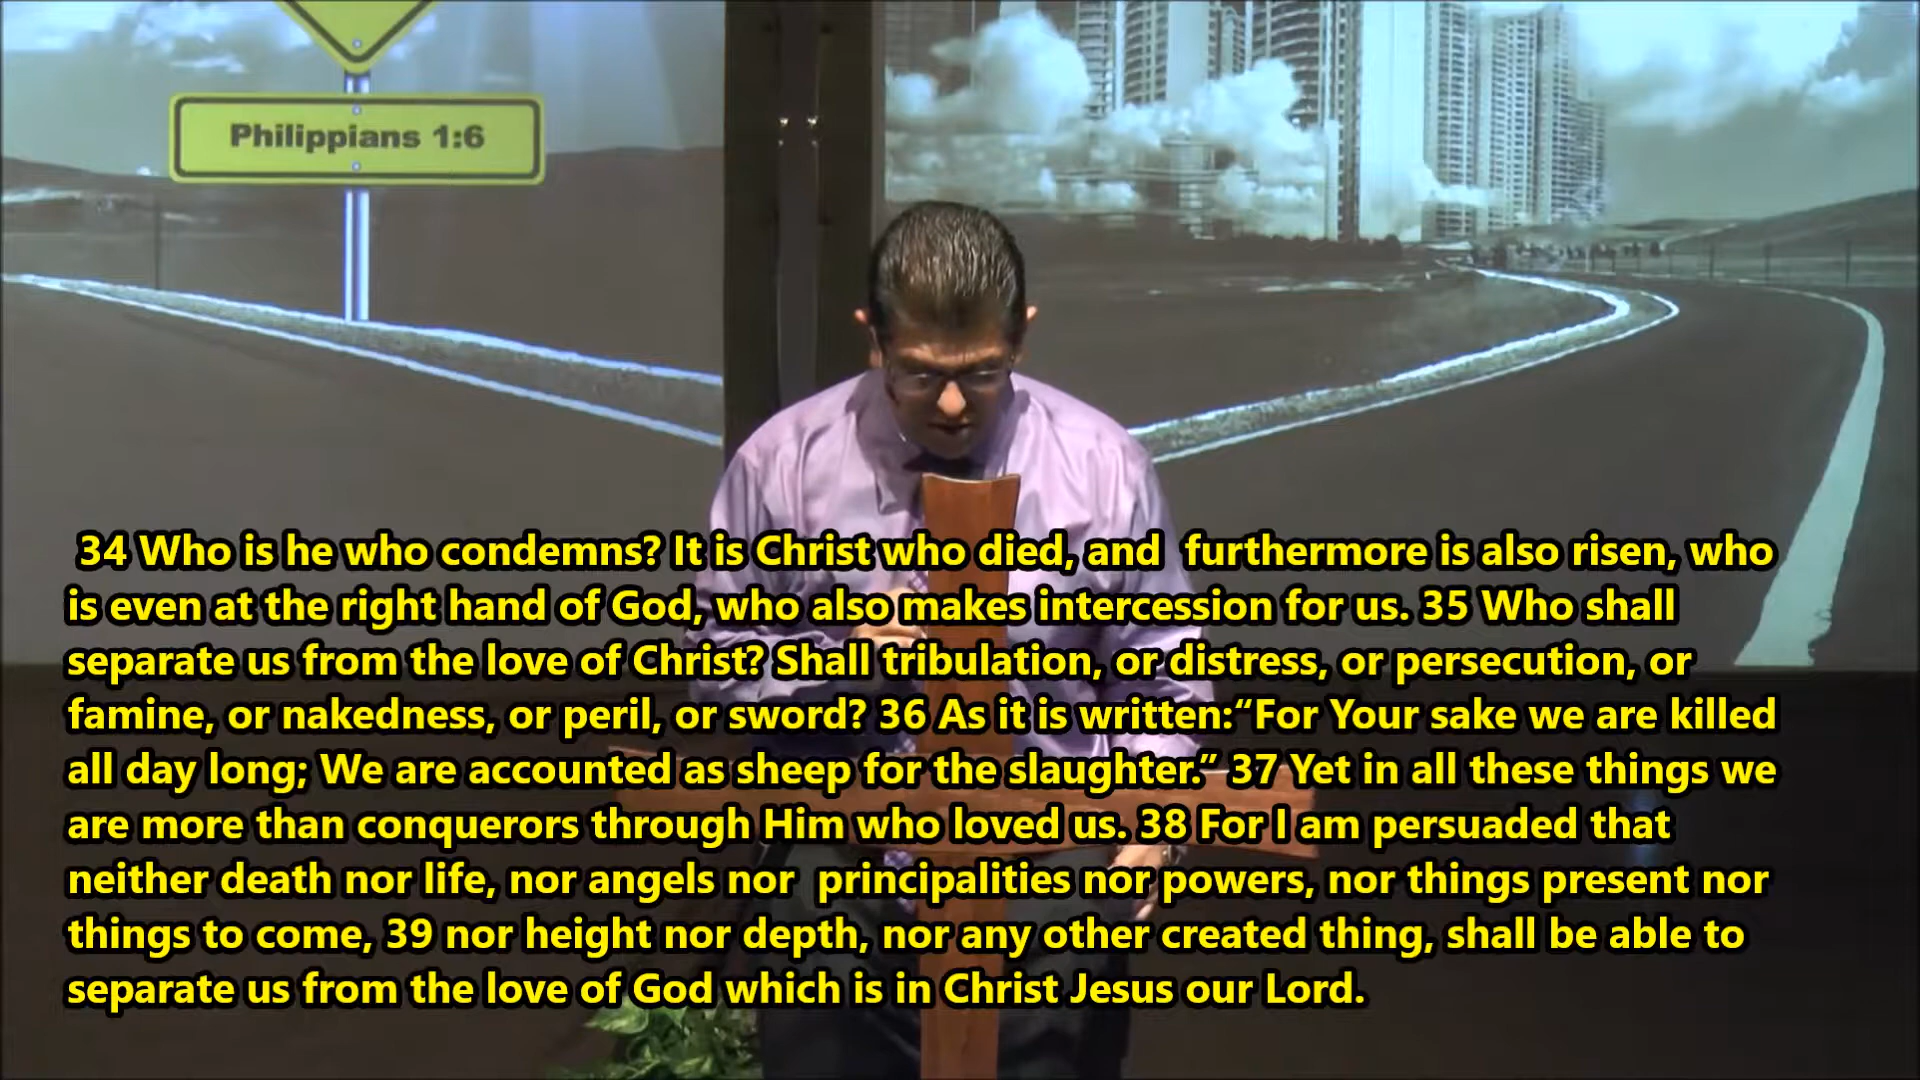 Philippians 1:6
34 Who is he who condemns? It is Christ who died, and furthermore is also risen, who
is even at the right hand of God, who also makes intercession for us. 35 Who shall
separate us from the love of Christ? Shall tribulation, or distress, or persecution, or
famine, or nakedness, or peril, or sword? 36 As it is written:“For Your sake we are killed
all day long; We are accounted as sheep for the slaughter.” 37 Yet in all these things we
are more than conquerors through Him who loved us. 38 For I am persuaded that
neither death nor life, nor angels nor principalities nor powers, nor things present nor
things to come, 39 nor height nor depth, nor any other created thing, shall be able to
separate us from the love of God which is in Christ Jesus our Lord.